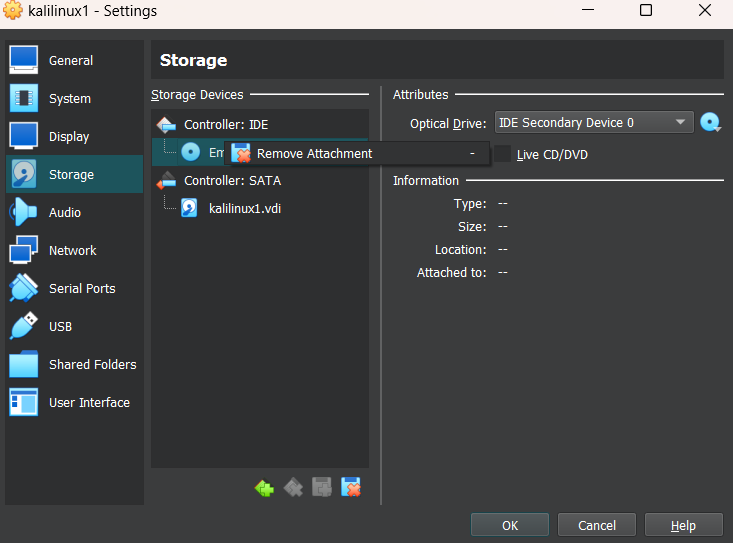 kalilinux1 - Settings
General
System
Display
Storage
Audio
Network
Serial Ports
USB
Shared Folders
User Interface
Storage
Storage Devices
Controller: IDE
Remove Attachment -
Controller: SATA
kalilinux1.vdi
Attributes
Optical Drive: IDE Secondary Device 0
Live CD/DVD
Information
Type: --
Size: --
Location: --
Attached to: --
OK
Cancel
Help